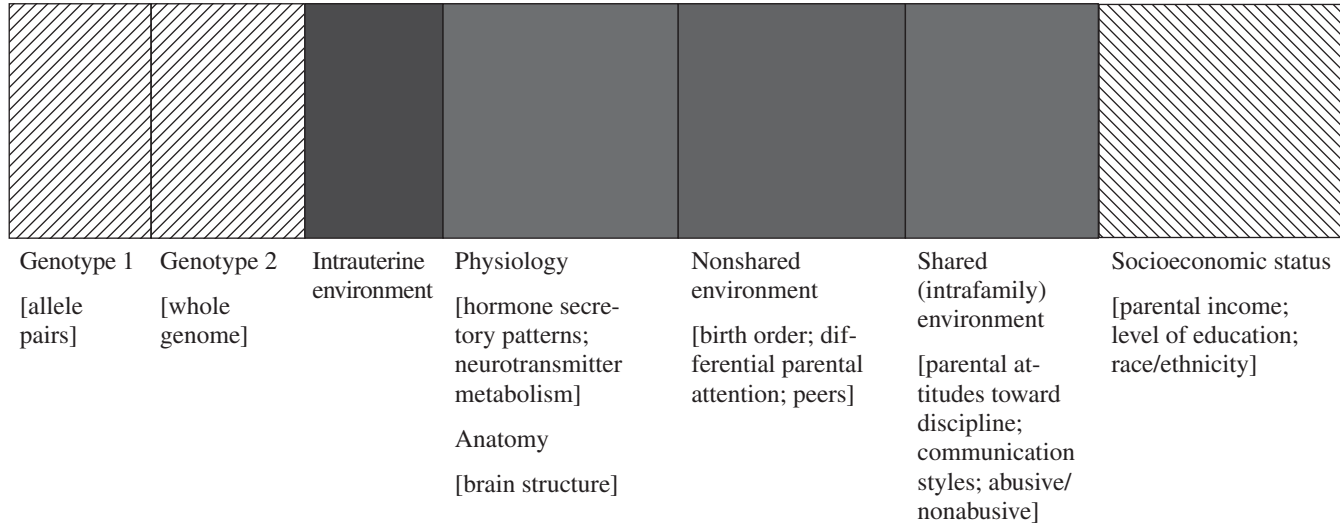 Genotype 1
[allele
pairs]
Genotype 2
[whole
genome]
Intrauterine
environment
Physiology
[hormone secre-
tory patterns;
neurotransmitter
metabolism]
Anatomy
[brain structure]
Nonshared
environment
[birth order; dif-
ferential parental
attention; peers]
Shared
(intrafamily)
environment
[parental at-
titudes toward
discipline;
communication
styles; abusive/
nonabusive]
Socioeconomic status
[parental income;
level of education;
race/ethnicity]